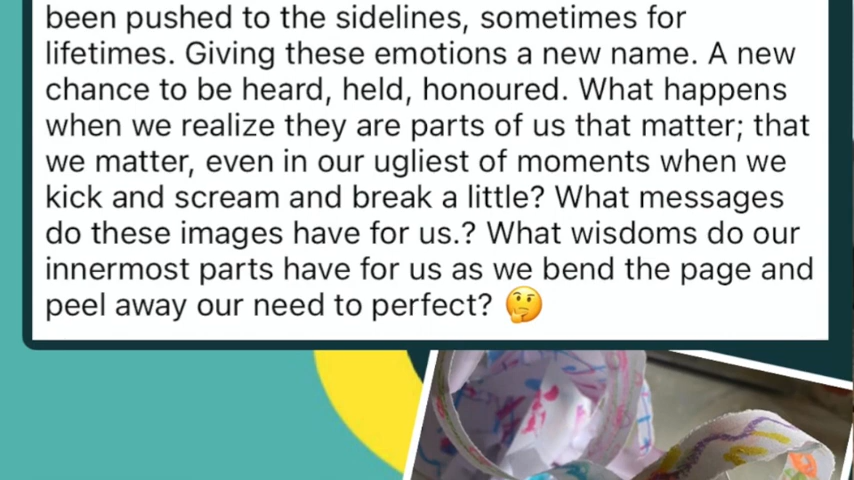 been pushed to the sidelines, sometimes for
lifetimes. Giving these emotions a new name. A new
chance to be heard, held, honoured. What happens
when we realize they are parts of us that matter; that
we matter, even in our ugliest of moments when we
kick and scream and break a little? What messages
do these images have for us.? What wisdoms do our
innermost parts have for us as we bend the page and
peel away our need to perfect? 🤔